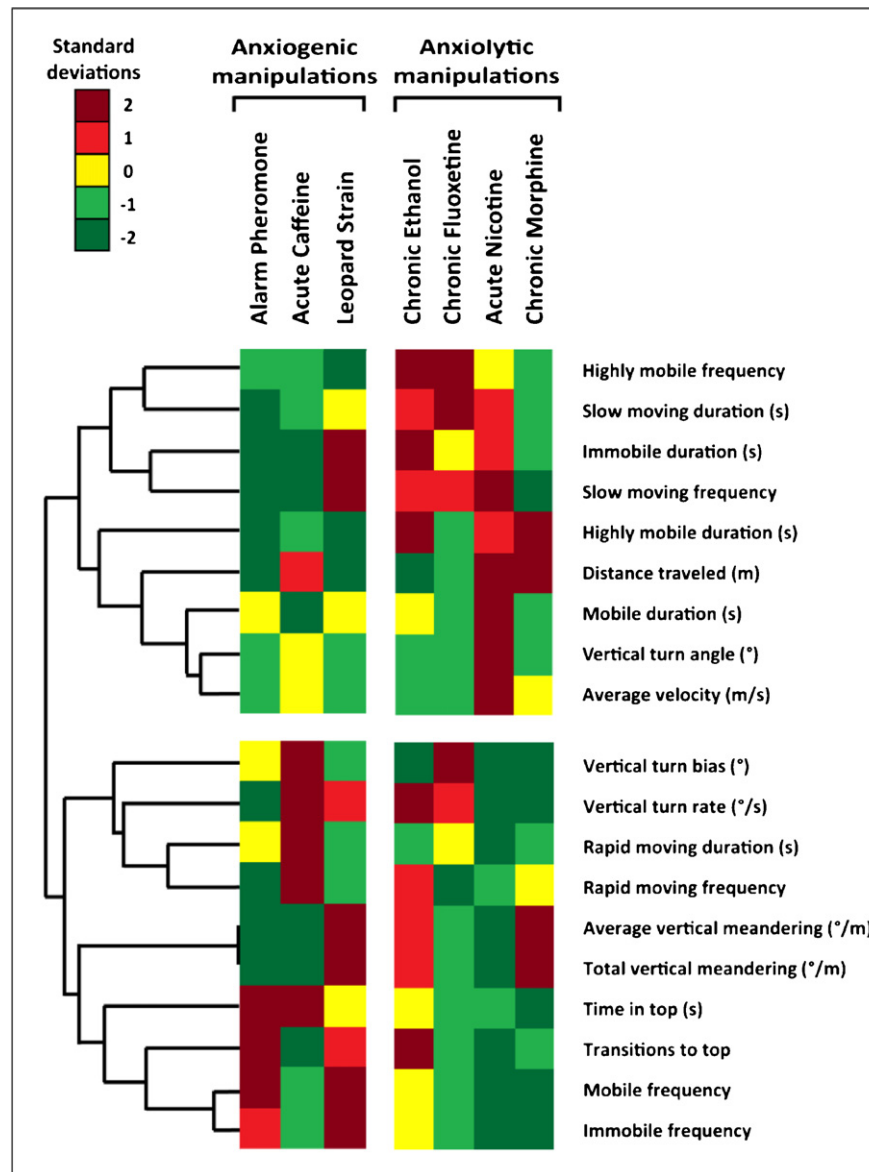 Standard
deviations
2
1
0
-1
-2
Anxiogenic
manipulations
Anxiolytic
manipulations
Alarm Pheromone
Acute Caffeine
Leopard Strain
Chronic Ethanol
Chronic Fluoxetine
Acute Nicotine
Chronic Morphine
Highly mobile frequency
Slow moving duration (s)
Immobile duration (s)
Slow moving frequency
Highly mobile duration (s)
Distance traveled (m)
Mobile duration (s)
Vertical turn angle (°)
Average velocity (m/s)
Vertical turn bias (°)
Vertical turn rate (°/s)
Rapid moving duration (s)
Rapid moving frequency
Average vertical meandering (°/m)
Total vertical meandering (°/m)
Time in top (s)
Transitions to top
Mobile frequency
Immobile frequency